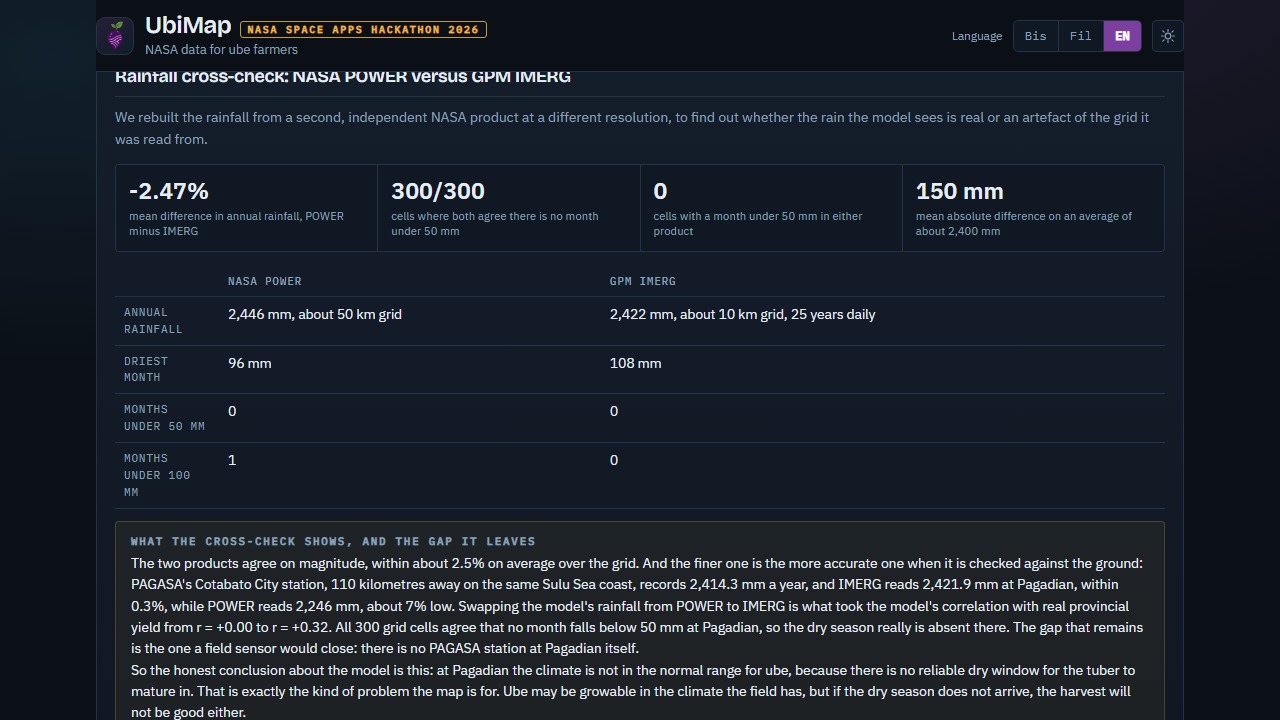 UbiMap
NASA SPACE APPS HACKATHON 2026
NASA data for ube farmers
Language
Bis
Fil
EN
Rainfall cross-check: NASA POWER versus GPM IMERG
We rebuilt the rainfall from a second, independent NASA product at a different resolution, to find out whether the rain the model sees is real or an artefact of the grid it
was read from.
-2.47%
mean difference in annual rainfall, POWER
minus IMERG
300/300
cells where both agree there is no month
under 50 mm
0
cells with a month under 50 mm in either
product
150 mm
mean absolute difference on an average of
about 2,400 mm
NASA POWER
GPM IMERG
ANNUAL
RAINFALL
2,446 mm, about 50 km grid
2,422 mm, about 10 km grid, 25 years daily
DRIEST
MONTH
96 mm
108 mm
MONTHS
UNDER 50 MM
0
0
MONTHS
UNDER 100
MM
1
0
WHAT THE CROSS-CHECK SHOWS, AND THE GAP IT LEAVES
The two products agree on magnitude, within about 2.5% on average over the grid. And the finer one is the more accurate one when it is checked against the ground:
PAGASA's Cotabato City station, 110 kilometres away on the same Sulu Sea coast, records 2,414.3 mm a year, and IMERG reads 2,421.9 mm at Pagadian, within
0.3%, while POWER reads 2,246 mm, about 7% low. Swapping the model's rainfall from POWER to IMERG is what took the model's correlation with real provincial
yield from r = +0.00 to r = +0.32. All 300 grid cells agree that no month falls below 50 mm at Pagadian, so the dry season really is absent there. The gap that remains
is the one a field sensor would close: there is no PAGASA station at Pagadian itself.
So the honest conclusion about the model is this: at Pagadian the climate is not in the normal range for ube, because there is no reliable dry window for the tuber to
mature in. That is exactly the kind of problem the map is for. Ube may be growable in the climate the field has, but if the dry season does not arrive, the harvest will
not be good either.